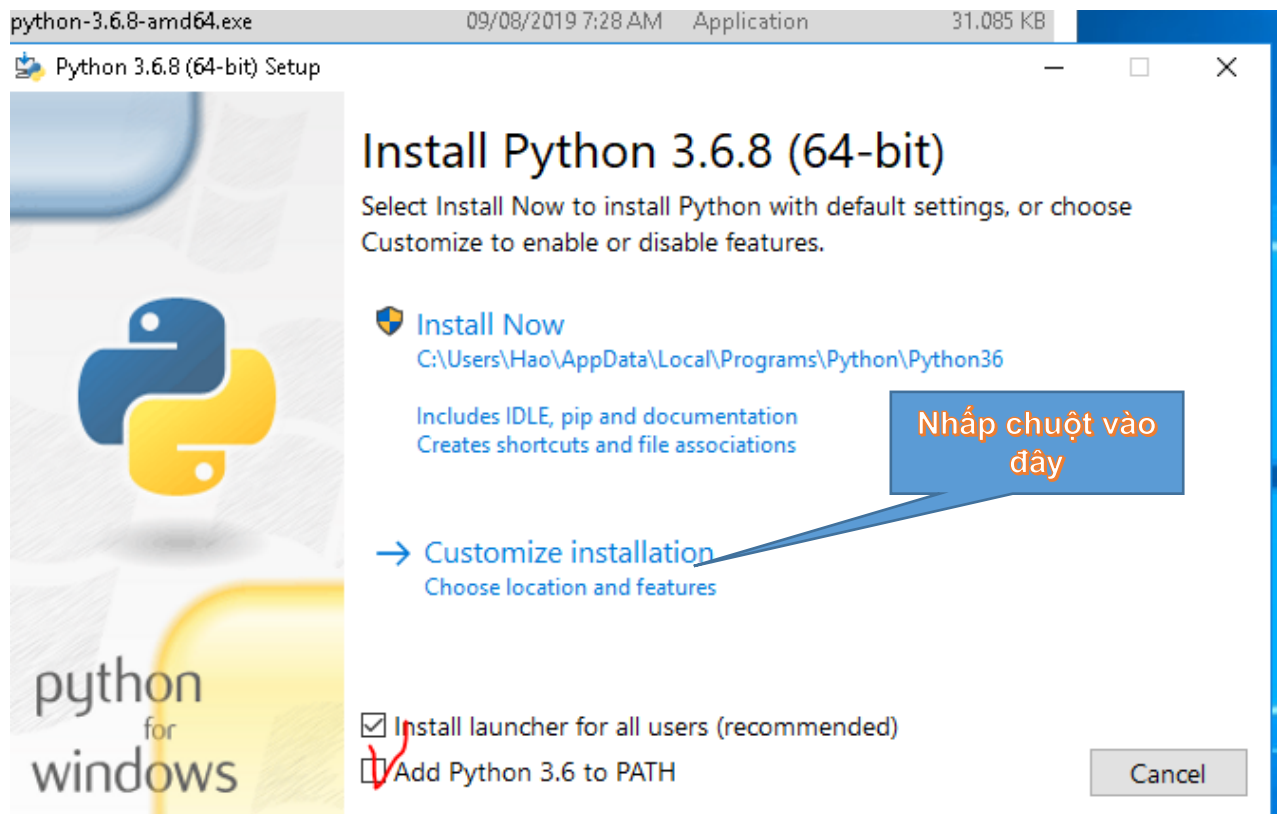 python-3.6.8-amd64.exe 09/08/2019 7:28 AM Application 31.085 KB
Python 3.6.8 (64-bit) Setup
Install Python 3.6.8 (64-bit)
Select Install Now to install Python with default settings, or choose
Customize to enable or disable features.
Install Now
C:\Users\Hao\AppData\Local\Programs\Python\Python36
Includes IDLE, pip and documentation
Creates shortcuts and file associations
Nhấp chuột vào
đây
Customize installation
Choose location and features
python
for
windows
Install launcher for all users (recommended)
Add Python 3.6 to PATH
Cancel